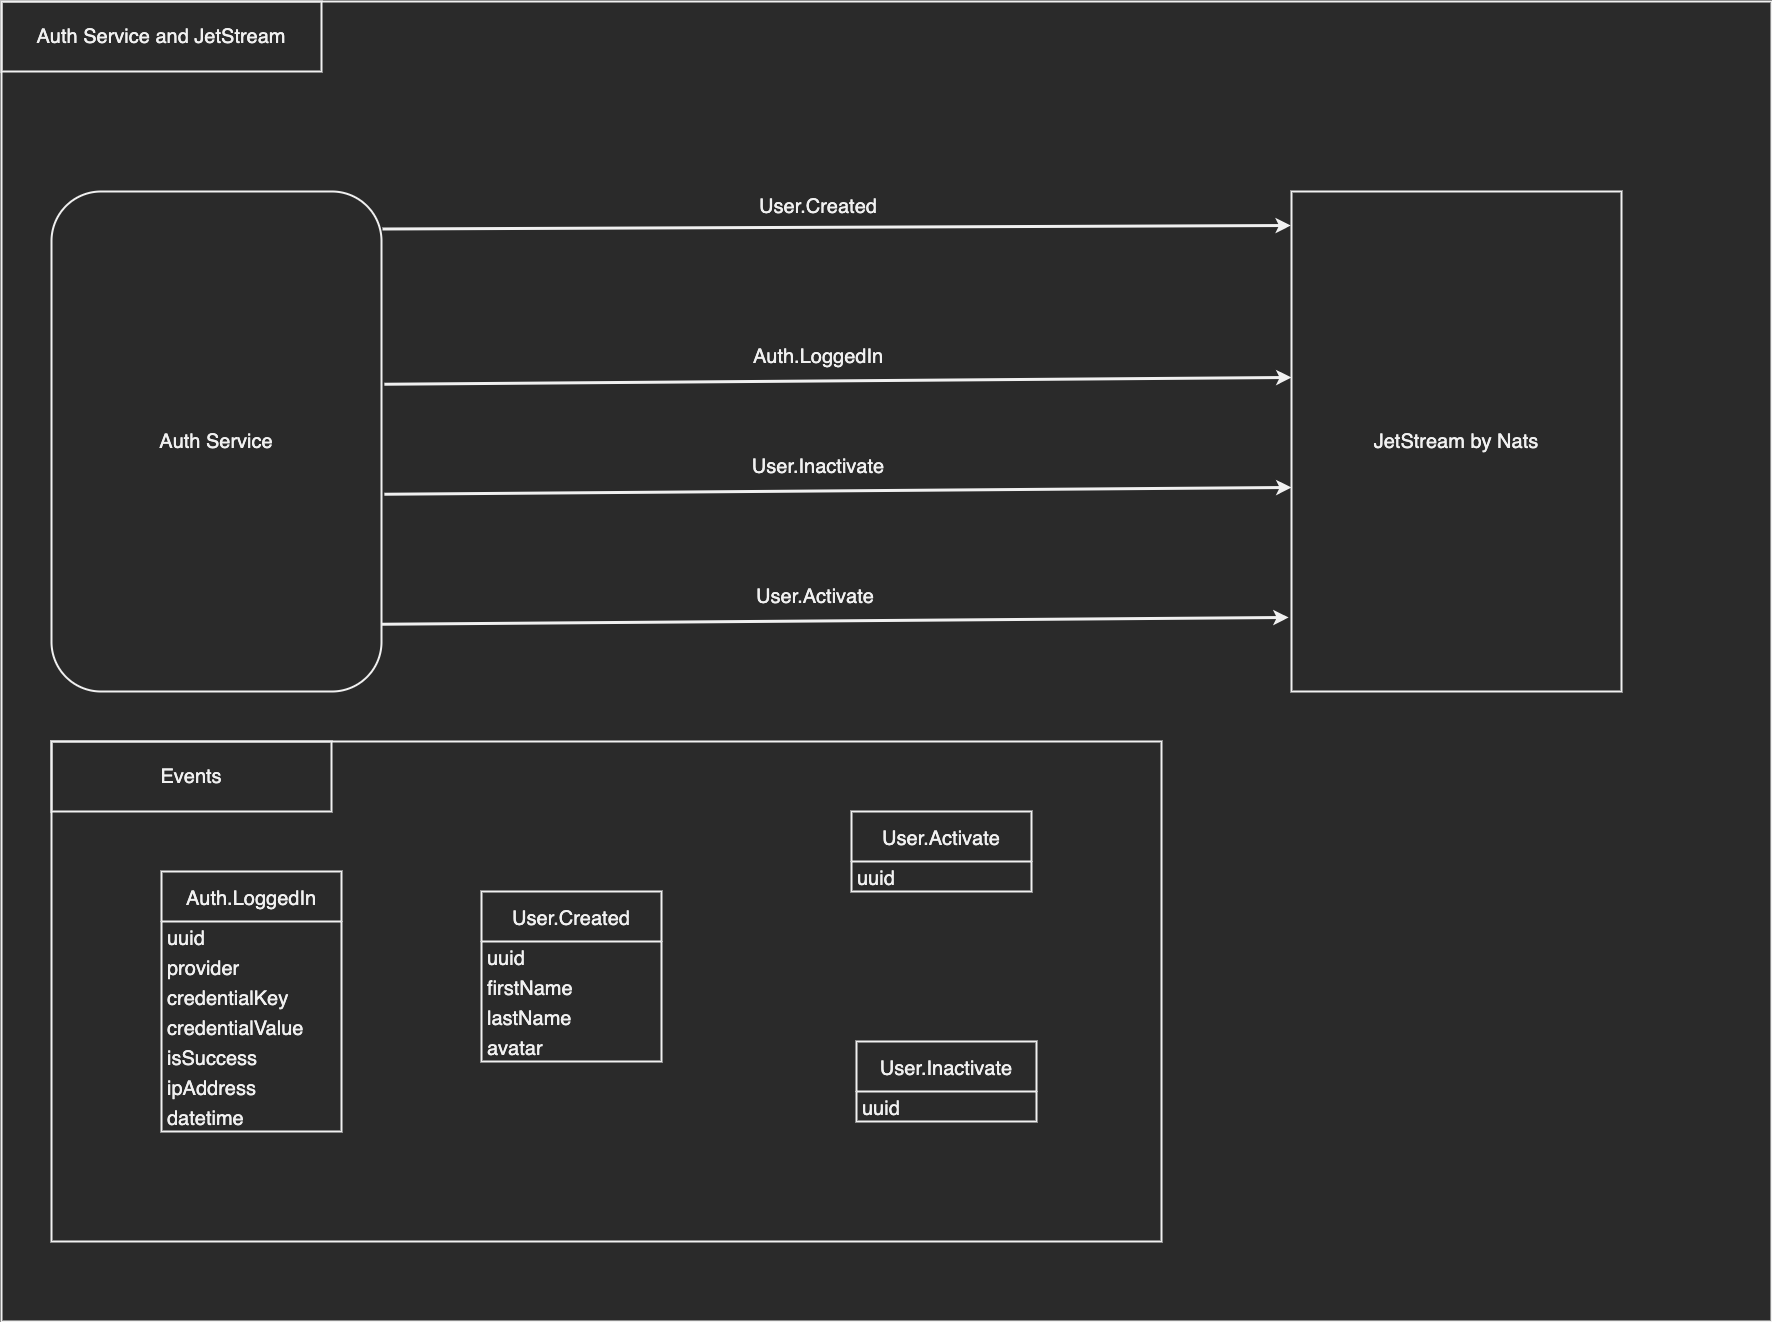 Auth Service and JetStream
User.Created
Auth.LoggedIn
Auth Service
JetStream by Nats
User.Inactivate
User.Activate
Events
Auth.LoggedIn
uuid
provider
credentialKey
credentialValue
isSuccess
ipAddress
datetime
User.Created
uuid
firstName
lastName
avatar
User.Activate
uuid
User.Inactivate
uuid